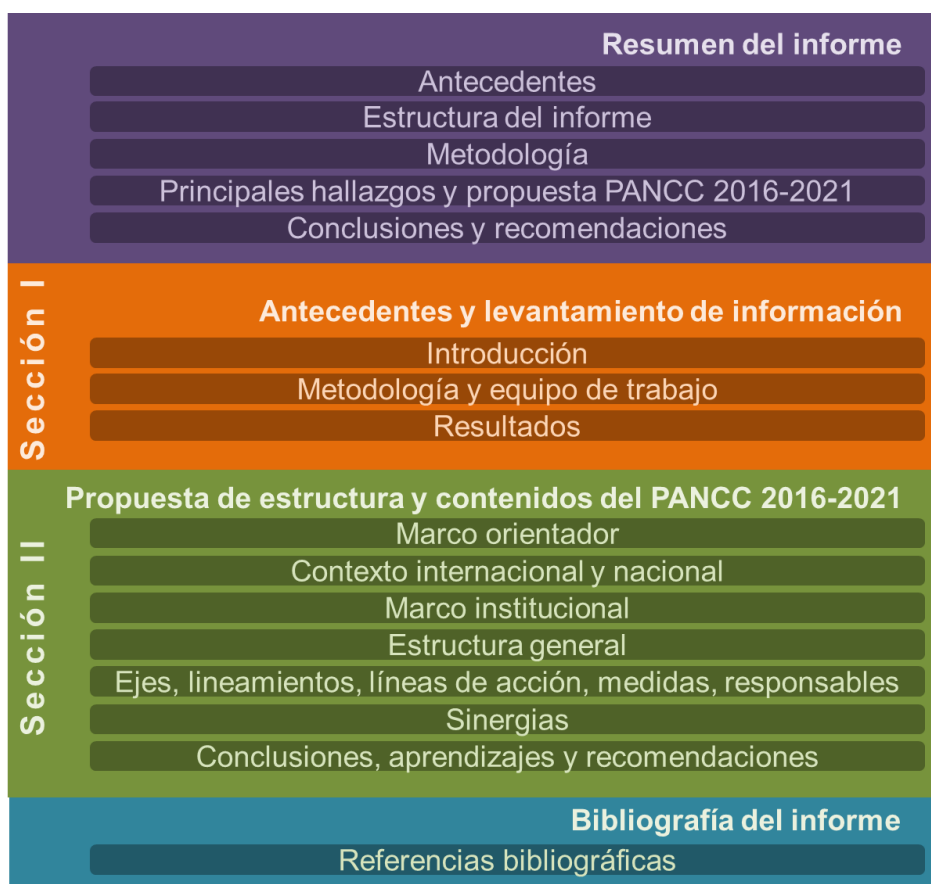 Resumen del informe
Antecedentes
Estructura del informe
Metodología
Principales hallazgos y propuesta PANCC 2016-2021
Conclusiones y recomendaciones
Sección I
Antecedentes y levantamiento de información
Introducción
Metodología y equipo de trabajo
Resultados
Sección II
Propuesta de estructura y contenidos del PANCC 2016-2021
Marco orientador
Contexto internacional y nacional
Marco institucional
Estructura general
Ejes, lineamientos, líneas de acción, medidas, responsables
Sinergias
Conclusiones, aprendizajes y recomendaciones
Bibliografía del informe
Referencias bibliográficas